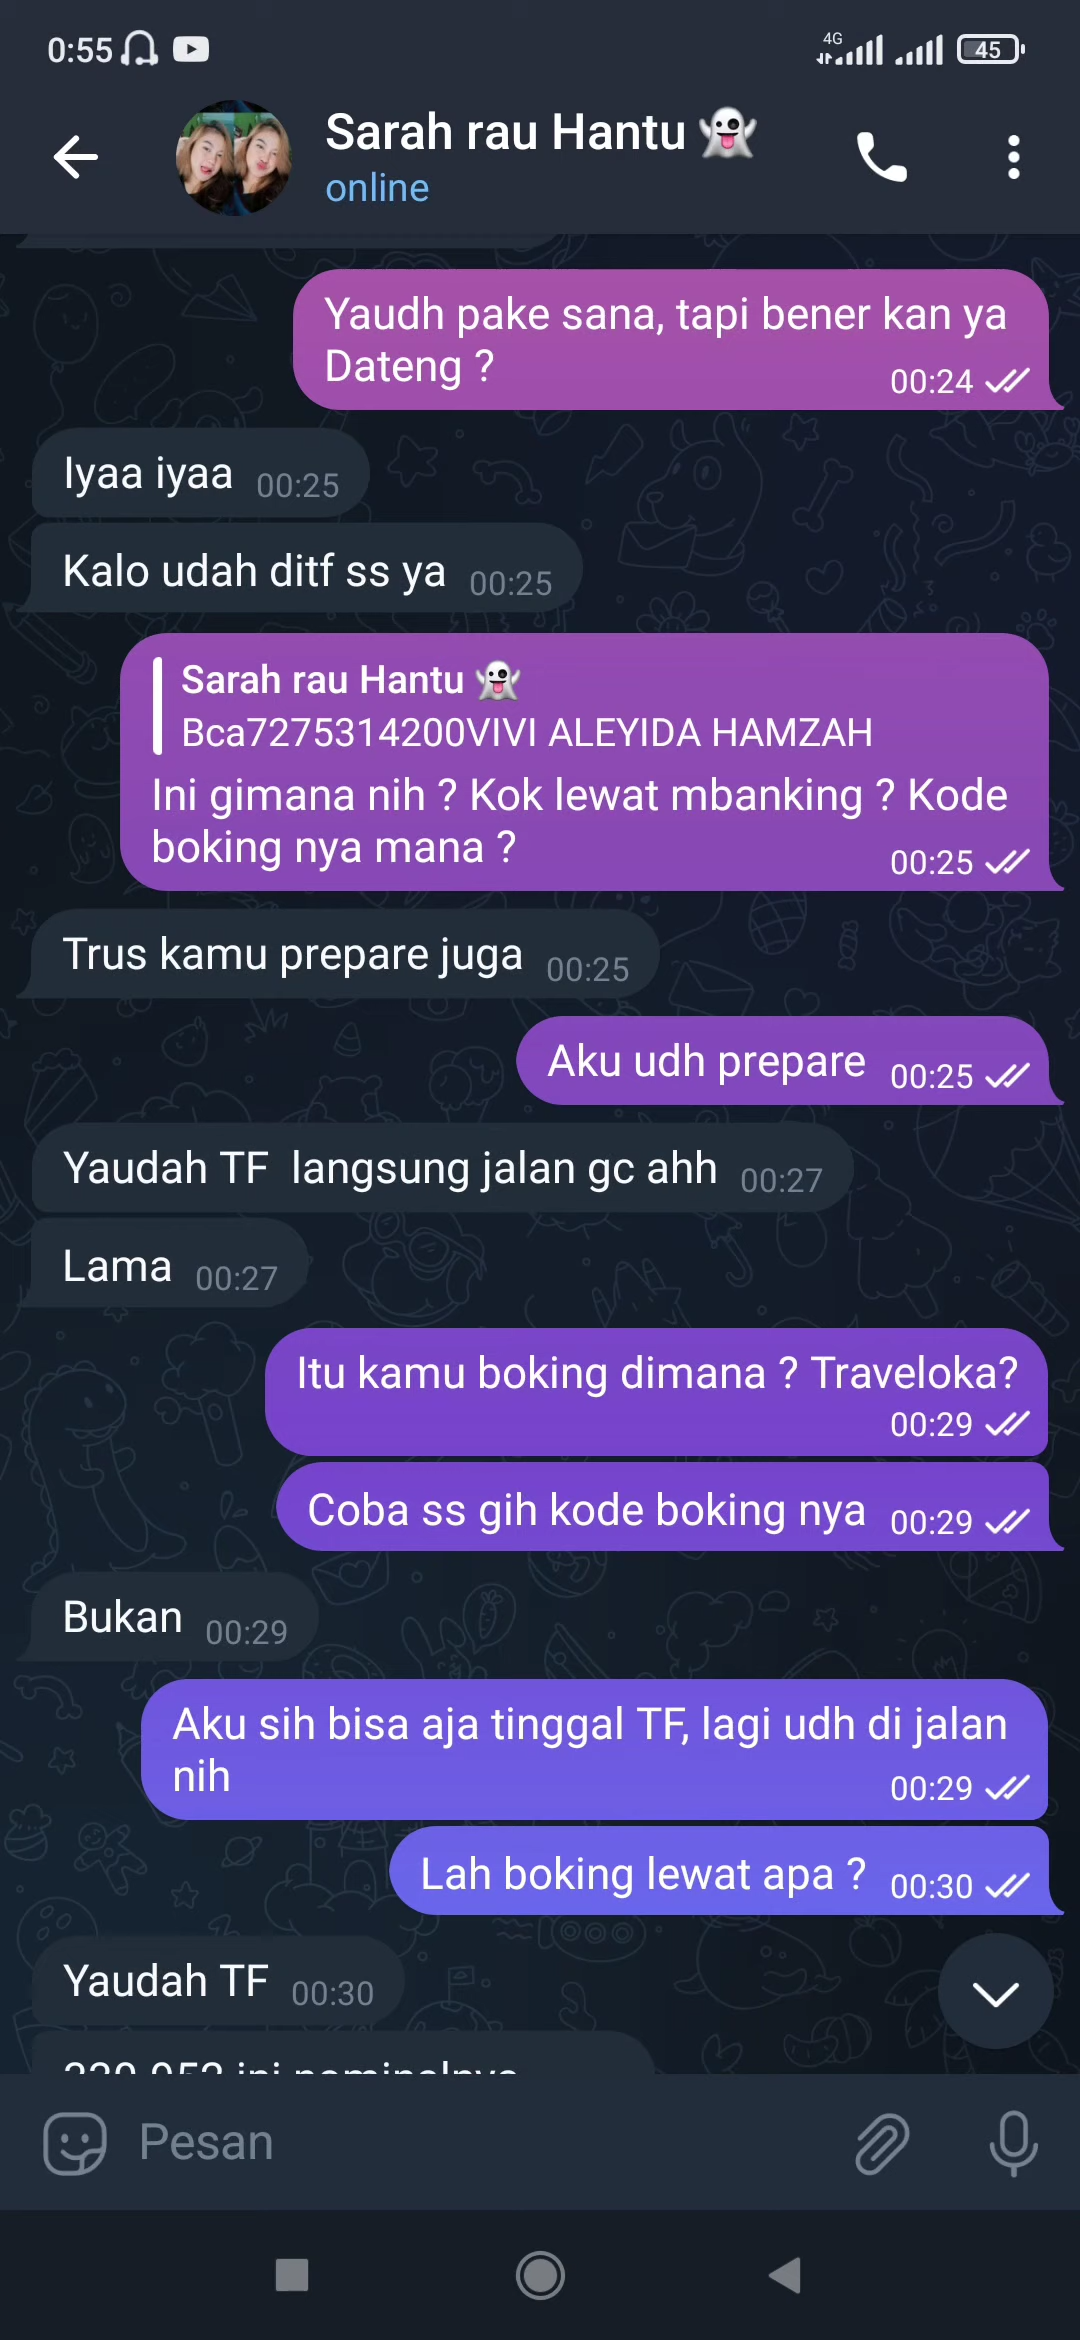 0:55
4G
45
Sarah rau Hantu 👻
online
Yaudh pake sana, tapi bener kan ya
Dateng ?
00:24
Iyaa iyaa 00:25
Kalo udah ditf ss ya 00:25
Sarah rau Hantu 👻
Bca7275314200VIVI ALEYIDA HAMZAH
Ini gimana nih ? Kok lewat mbanking ? Kode
boking nya mana ?
00:25
Trus kamu prepare juga 00:25
Aku udh prepare 00:25
Yaudah TF  langsung jalan gc ahh 00:27
Lama 00:27
Itu kamu boking dimana ? Traveloka?
00:29
Coba ss gih kode boking nya 00:29
Bukan 00:29
Aku sih bisa aja tinggal TF, lagi udh di jalan
nih
00:29
Lah boking lewat apa ? 00:30
Yaudah TF 00:30
ini nominalnya
Pesan